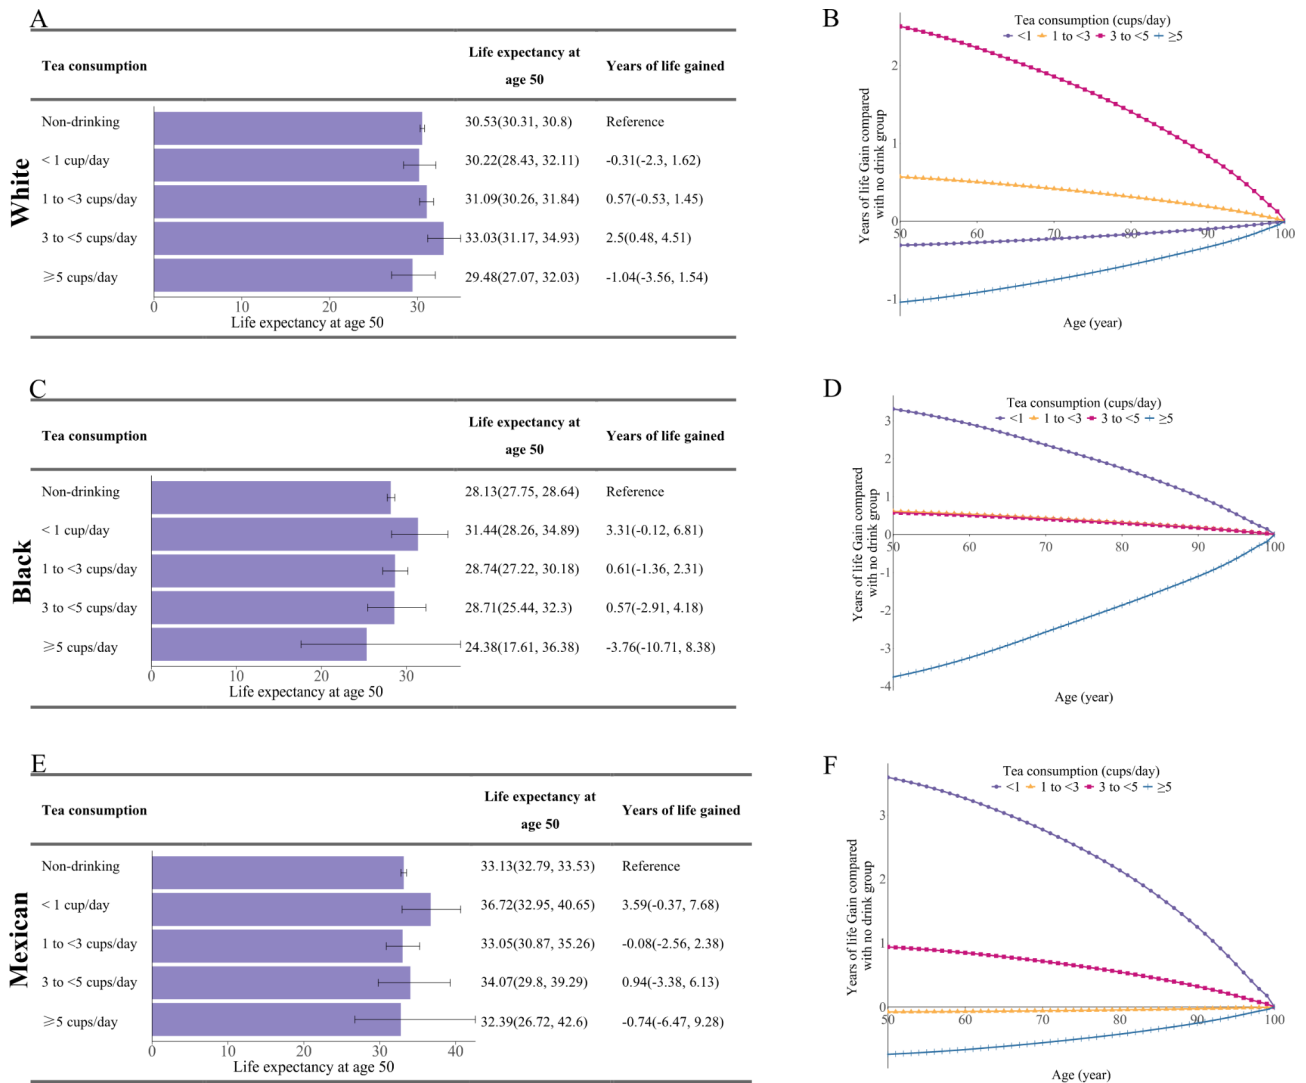 A
Tea consumption
Life expectancy at
age 50
Years of life gained
White
Non-drinking 30.53(30.31, 30.8) Reference
< 1 cup/day 30.22(28.43, 32.11) -0.31(-2.3, 1.62)
1 to <3 cups/day 31.09(30.26, 31.84) 0.57(-0.53, 1.45)
3 to <5 cups/day 33.03(31.17, 34.93) 2.5(0.48, 4.51)
≥5 cups/day 29.48(27.07, 32.03) -1.04(-3.56, 1.54)
0 10 20 30
Life expectancy at age 50
B
Tea consumption (cups/day)
<1 1 to <3 3 to <5 ≥5
Years of life Gain compared
with no drink group
2
1
0
-1
50 60 70 80 90 100
Age (year)
C
Tea consumption
Life expectancy at
age 50
Years of life gained
Black
Non-drinking 28.13(27.75, 28.64) Reference
< 1 cup/day 31.44(28.26, 34.89) 3.31(-0.12, 6.81)
1 to <3 cups/day 28.74(27.22, 30.18) 0.61(-1.36, 2.31)
3 to <5 cups/day 28.71(25.44, 32.3) 0.57(-2.91, 4.18)
≥5 cups/day 24.38(17.61, 36.38) -3.76(-10.71, 8.38)
0 10 20 30
Life expectancy at age 50
D
Tea consumption (cups/day)
<1 1 to <3 3 to <5 ≥5
Years of life Gain compared
with no drink group
3
2
1
0
-1
-2
-3
-4
50 60 70 80 90 100
Age (year)
E
Tea consumption
Life expectancy at
age 50
Years of life gained
Mexican
Non-drinking 33.13(32.79, 33.53) Reference
< 1 cup/day 36.72(32.95, 40.65) 3.59(-0.37, 7.68)
1 to <3 cups/day 33.05(30.87, 35.26) -0.08(-2.56, 2.38)
3 to <5 cups/day 34.07(29.8, 39.29) 0.94(-3.38, 6.13)
≥5 cups/day 32.39(26.72, 42.6) -0.74(-6.47, 9.28)
0 10 20 30 40
Life expectancy at age 50
F
Tea consumption (cups/day)
<1 1 to <3 3 to <5 ≥5
Years of life Gain compared
with no drink group
3
2
1
0
50 60 70 80 90 100
Age (year)